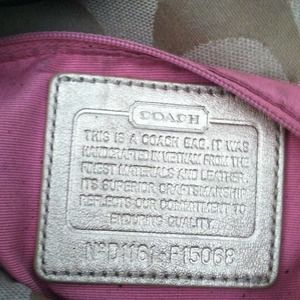 COACH
THIS IS A COACH BAG. IT WAS
HANDCRAFTED IN VIETNAM FROM THE
FINEST MATERIALS AND LEATHER.
ITS SUPERIOR CRAFTSMANSHIP
REFLECTS OUR COMMITMENT TO
ENDURING QUALITY.
Nº D1161-F15068